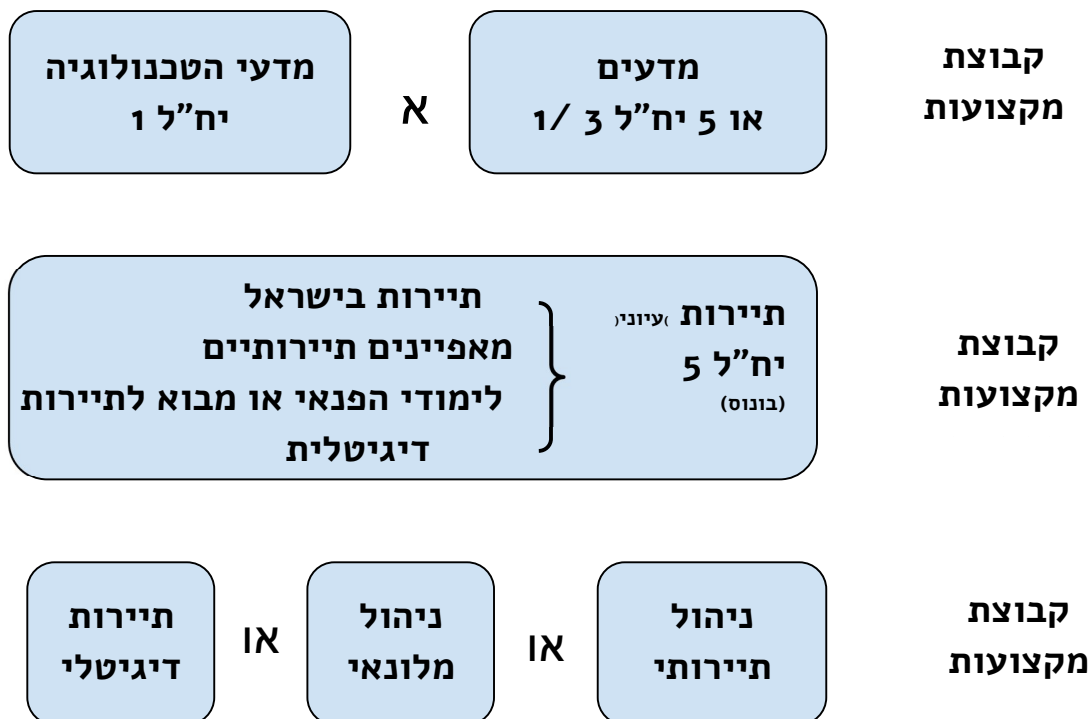 קבוצת
מקצועות
מדעים
1/ 3 או 5 יח"ל
א
מדעי הטכנולוגיה
1 יח"ל
קבוצת
מקצועות
תיירות )עיוני(
5 יח"ל
(בונוס)
תיירות בישראל
מאפיינים תיירותיים
לימודי הפנאי או מבוא לתיירות
דיגיטלית
קבוצת
מקצועות
ניהול
תיירותי
או
ניהול
מלונאי
או
תיירות
דיגיטלי